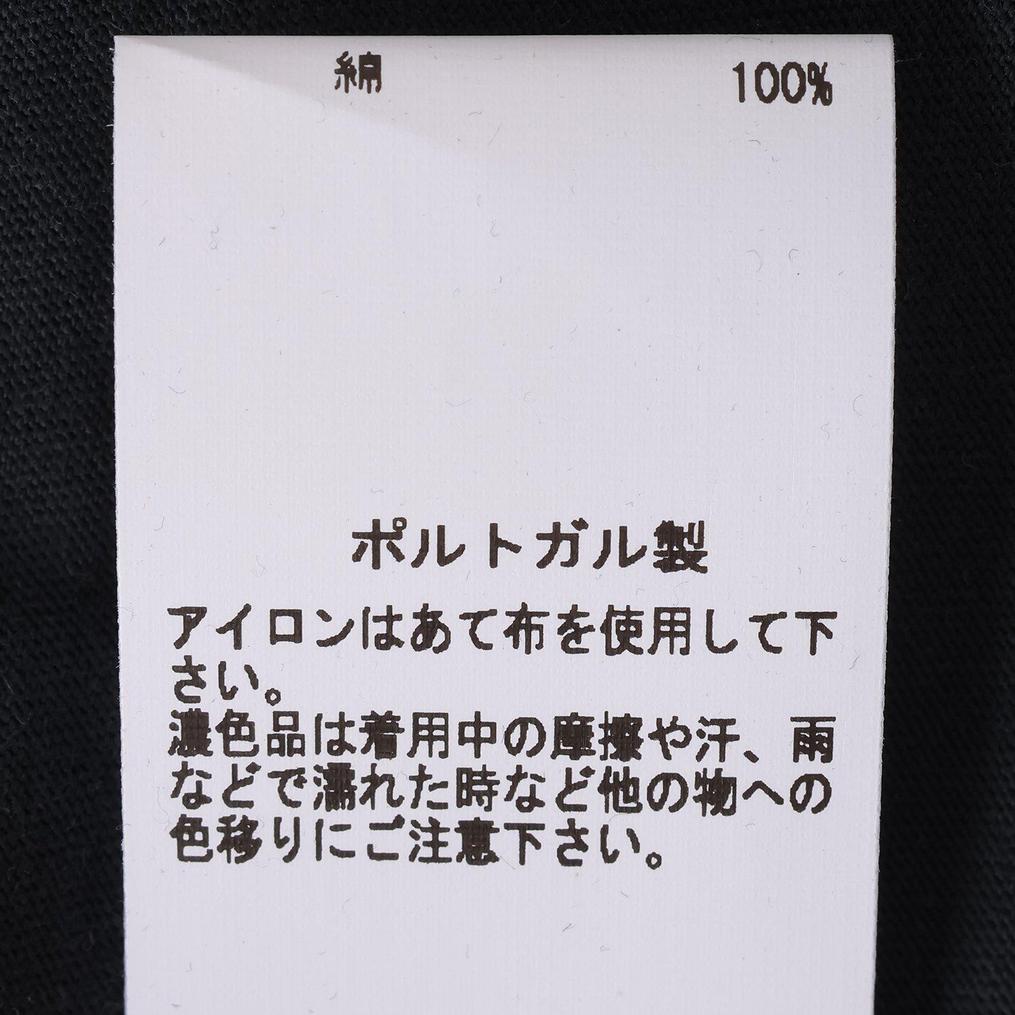 綿 100%
ポルトガル製
アイロンはあて布を使用して下
さい。
濃色品は着用中の摩擦や汗、雨
などで濡れた時など他の物への
色移りにご注意下さい。